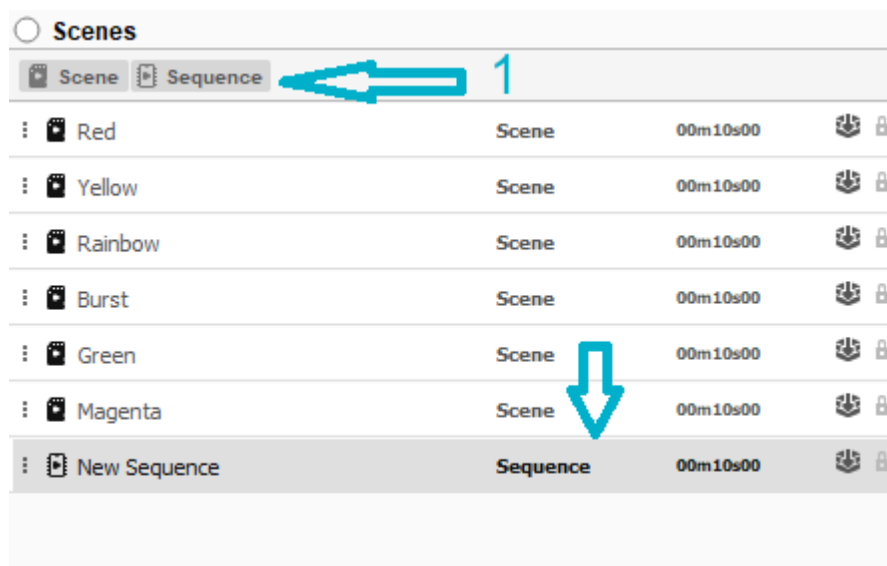 Scenes
Scene Sequence 1
Red Scene 00m10s00
Yellow Scene 00m10s00
Rainbow Scene 00m10s00
Burst Scene 00m10s00
Green Scene 00m10s00
Magenta Scene 00m10s00
New Sequence Sequence 00m10s00